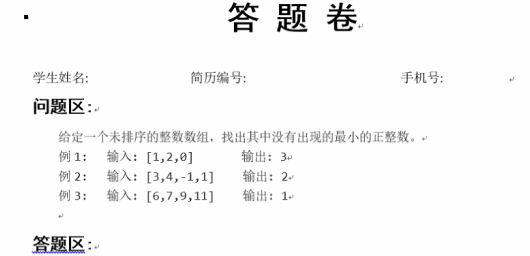 答 题 卷
学生姓名: 简历编号: 手机号:
问题区:
给定一个未排序的整数数组，找出其中没有出现的最小的正整数。
例 1: 输入: [1,2,0] 输出: 3
例 2: 输入: [3,4,-1,1] 输出: 2
例 3: 输入: [6,7,9,11] 输出: 1
答题区: